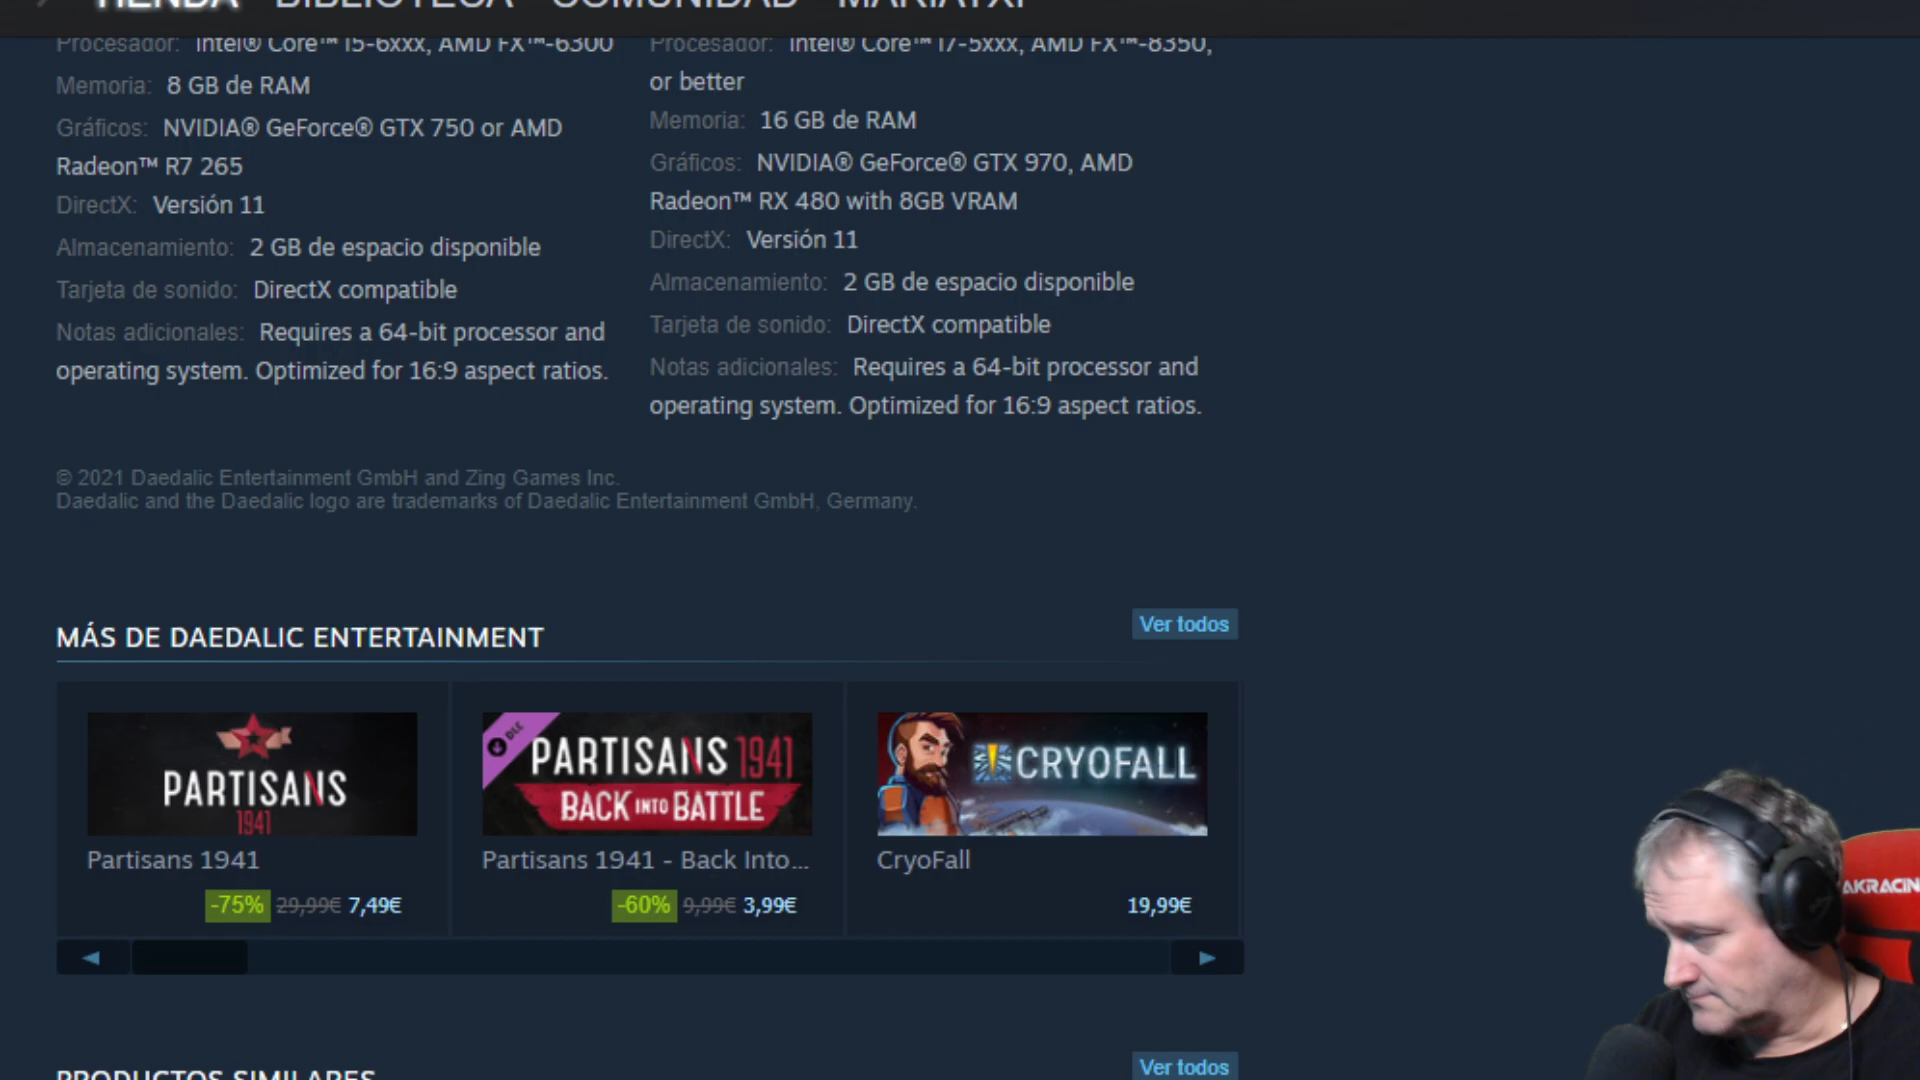 TIENDA BIBLIOTECA COMUNIDAD
Procesador: Intel® Core™ i5-6xxx, AMD FX™-6300
Memoria: 8 GB de RAM
Gráficos: NVIDIA® GeForce® GTX 750 or AMD
Radeon™ R7 265
DirectX: Versión 11
Almacenamiento: 2 GB de espacio disponible
Tarjeta de sonido: DirectX compatible
Notas adicionales: Requires a 64-bit processor and
operating system. Optimized for 16:9 aspect ratios.
Procesador: Intel® Core™ i7-5xxx, AMD FX™-8350,
or better
Memoria: 16 GB de RAM
Gráficos: NVIDIA® GeForce® GTX 970, AMD
Radeon™ RX 480 with 8GB VRAM
DirectX: Versión 11
Almacenamiento: 2 GB de espacio disponible
Tarjeta de sonido: DirectX compatible
Notas adicionales: Requires a 64-bit processor and
operating system. Optimized for 16:9 aspect ratios.
© 2021 Daedalic Entertainment GmbH and Zing Games Inc.
Daedalic and the Daedalic logo are trademarks of Daedalic Entertainment GmbH, Germany.
MÁS DE DAEDALIC ENTERTAINMENT
Ver todos
PARTISANS
1941
Partisans 1941
-75% 29,99€ 7,49€
DLC
PARTISANS 1941
BACK INTO BATTLE
Partisans 1941 - Back Into...
-60% 9,99€ 3,99€
CRYOFALL
CryoFall
19,99€
AKRACIN
PRODUCTOS SIMILARES
Ver todos